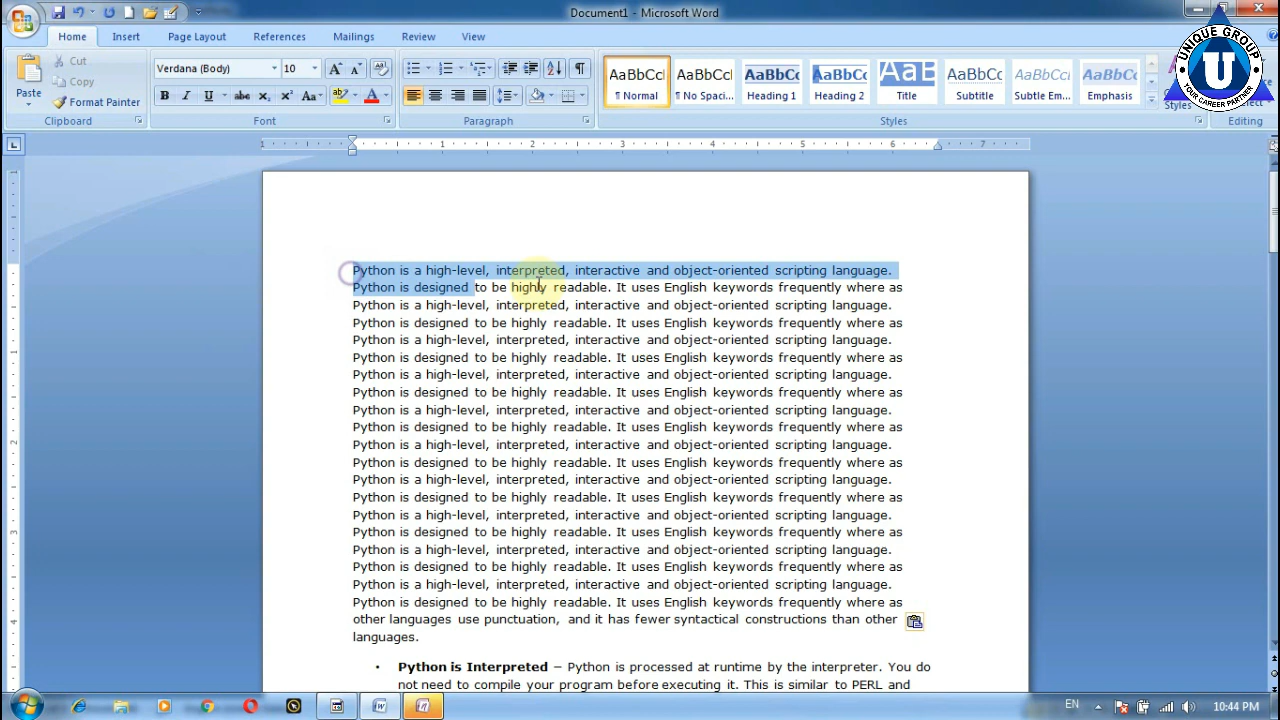 Document1 - Microsoft Word
Home Insert Page Layout References Mailings Review View
UNIQUE GROUP
U
YOUR CAREER PARTNER
Paste
Cut
Copy
Format Painter
Clipboard
Verdana (Body) 10
Font
Paragraph
AaBbCcI ¶ Normal
AaBbCcI ¶ No Spaci...
AaBbCc Heading 1
AaBbCc Heading 2
AaB Title
AaBbCcI Subtitle
AaBbCcI Subtle Em...
AaBbCcI Emphasis
Styles
Styles
Editing
1 1 2 3 4 5 6 7
Python is a high-level, interpreted, interactive and object-oriented scripting language.
Python is designed to be highly readable. It uses English keywords frequently where as
Python is a high-level, interpreted, interactive and object-oriented scripting language.
Python is designed to be highly readable. It uses English keywords frequently where as
Python is a high-level, interpreted, interactive and object-oriented scripting language.
Python is designed to be highly readable. It uses English keywords frequently where as
Python is a high-level, interpreted, interactive and object-oriented scripting language.
Python is designed to be highly readable. It uses English keywords frequently where as
Python is a high-level, interpreted, interactive and object-oriented scripting language.
Python is designed to be highly readable. It uses English keywords frequently where as
Python is a high-level, interpreted, interactive and object-oriented scripting language.
Python is designed to be highly readable. It uses English keywords frequently where as
Python is a high-level, interpreted, interactive and object-oriented scripting language.
Python is designed to be highly readable. It uses English keywords frequently where as
Python is a high-level, interpreted, interactive and object-oriented scripting language.
Python is designed to be highly readable. It uses English keywords frequently where as
Python is a high-level, interpreted, interactive and object-oriented scripting language.
Python is designed to be highly readable. It uses English keywords frequently where as
Python is a high-level, interpreted, interactive and object-oriented scripting language.
Python is designed to be highly readable. It uses English keywords frequently where as
other languages use punctuation, and it has fewer syntactical constructions than other
languages.
• Python is Interpreted − Python is processed at runtime by the interpreter. You do
not need to compile your program before executing it. This is similar to PERL and
EN 10:44 PM